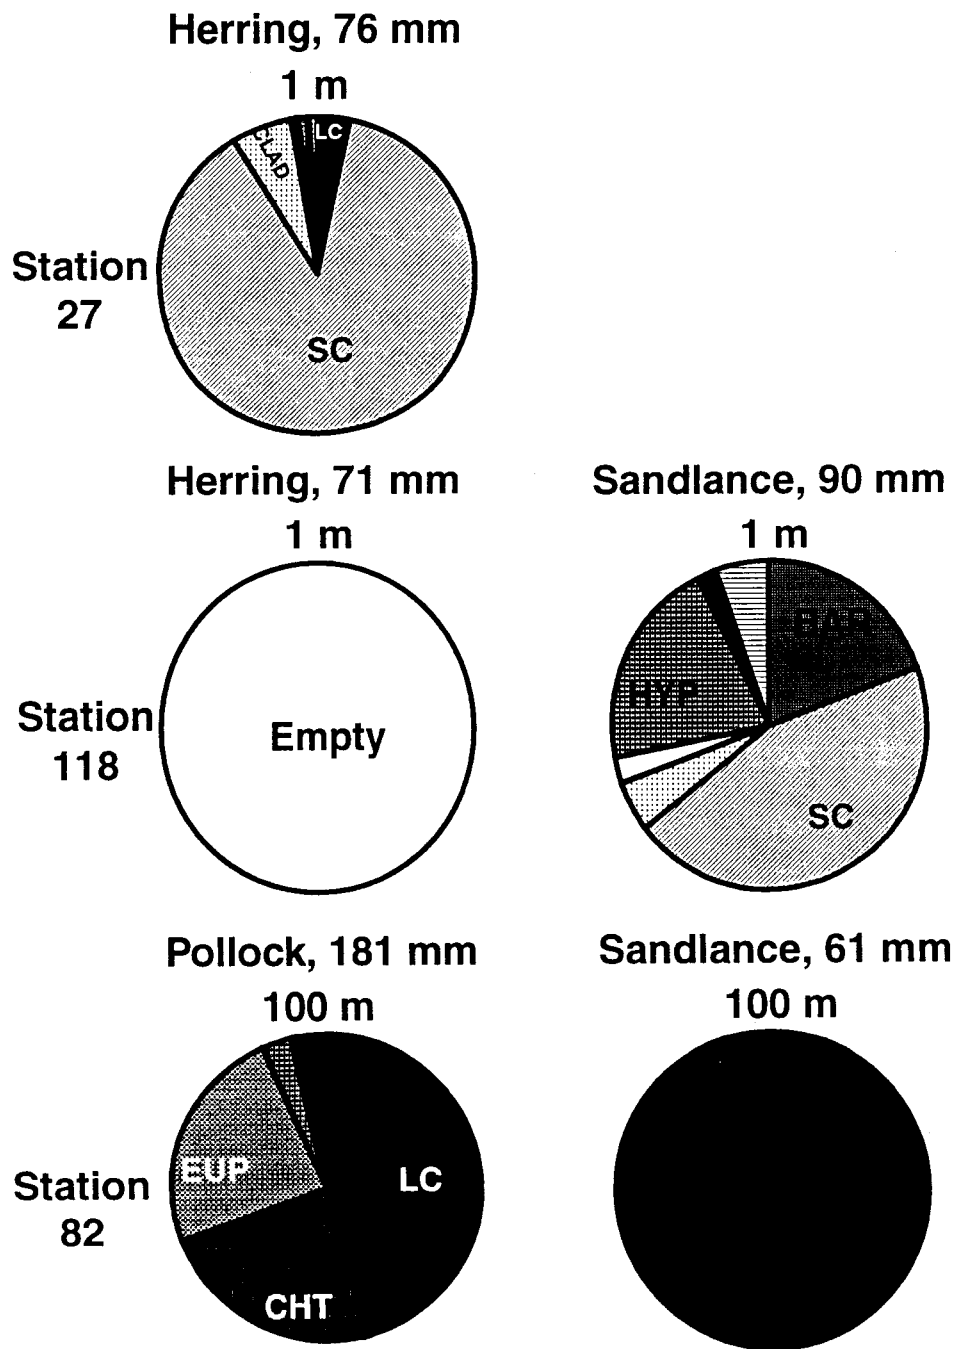 Herring, 76 mm
1 m
LC
CLAD
Station
27
SC
Herring, 71 mm
1 m
Sandlance, 90 mm
1 m
BAR
HYP
Station
118
Empty
SC
Pollock, 181 mm
100 m
Sandlance, 61 mm
100 m
EUP
LC
Station
82
CHT